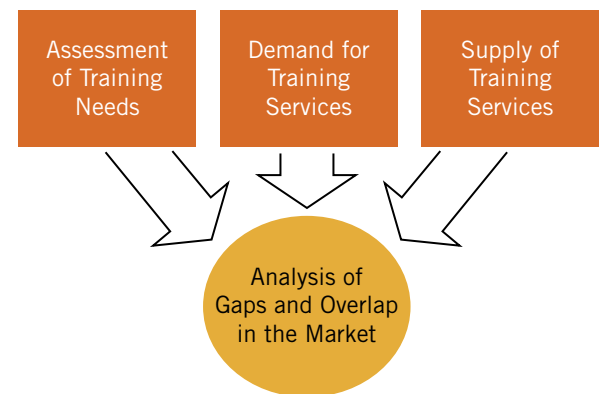 Assessment
of Training
Needs
Demand for
Training
Services
Supply of
Training
Services
Analysis of
Gaps and Overlap
in the Market